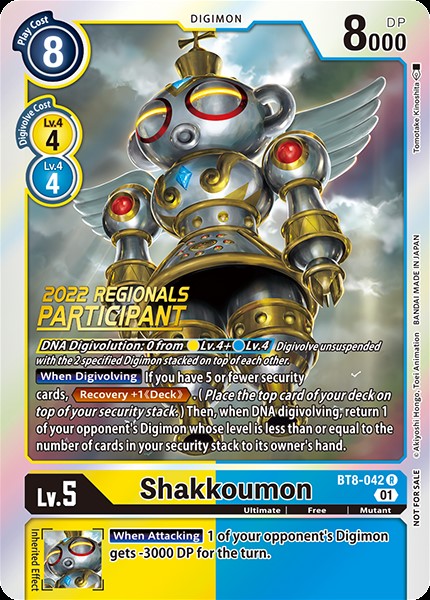 DIGIMON
Play Cost
8
8000 DP
Digivolve Cost
Lv.4
4
Lv.4
4
Tomotake Kinoshita
2022 REGIONALS
PARTICIPANT
DNA Digivolution: 0 from Lv.4+ Lv.4 Digivolve unsuspended
with the 2 specified Digimon stacked on top of each other.
When Digivolving If you have 5 or fewer security
cards, Recovery +1《Deck》. (Place the top card of your deck on
top of your security stack.) Then, when DNA digivolving, return 1
of your opponent's Digimon whose level is less than or equal to the
number of cards in your security stack to its owner's hand.
©Akiyoshi Hongo, Toei Animation BANDAI MADE IN JAPAN
NOT FOR SALE
Lv.5
Shakkoumon
BT8-042 R
01
Ultimate | Free | Mutant
Inherited Effect
When Attacking 1 of your opponent's Digimon
gets -3000 DP for the turn.